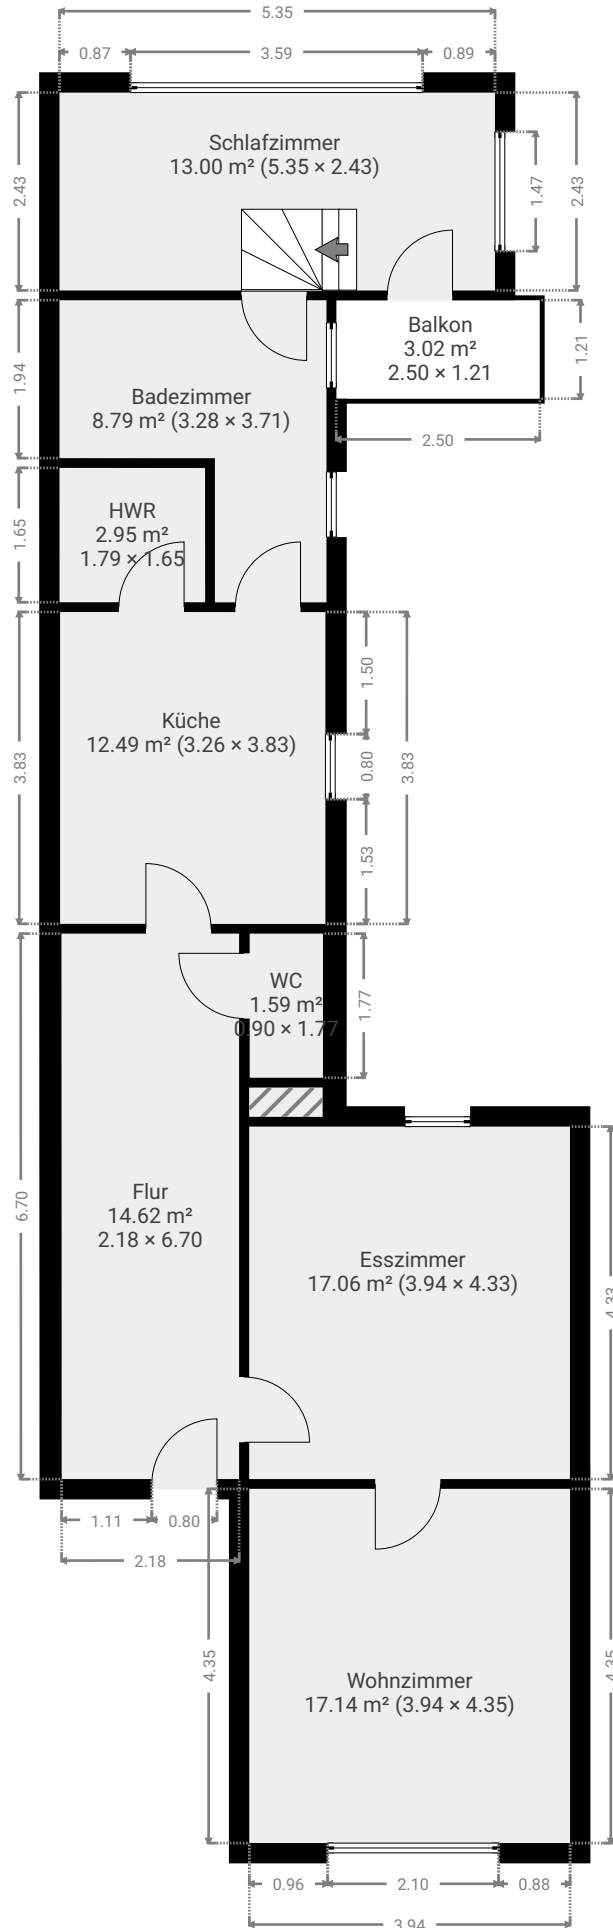 5.35
0.87
3.59
0.89
Schlafzimmer
13.00 m² (5.35 × 2.43)
2.43
1.47
2.43
Balkon
3.02 m²
2.50 × 1.21
1.21
2.50
1.94
Badezimmer
8.79 m² (3.28 × 3.71)
HWR
2.95 m²
1.79 × 1.65
1.65
Küche
12.49 m² (3.26 × 3.83)
3.83
1.50
0.80
1.53
3.83
WC
1.59 m²
0.90 × 1.77
1.77
6.70
Flur
14.62 m²
2.18 × 6.70
Esszimmer
17.06 m² (3.94 × 4.33)
4.33
1.11
0.80
2.18
4.35
Wohnzimmer
17.14 m² (3.94 × 4.35)
4.35
0.96
2.10
0.88
3.94